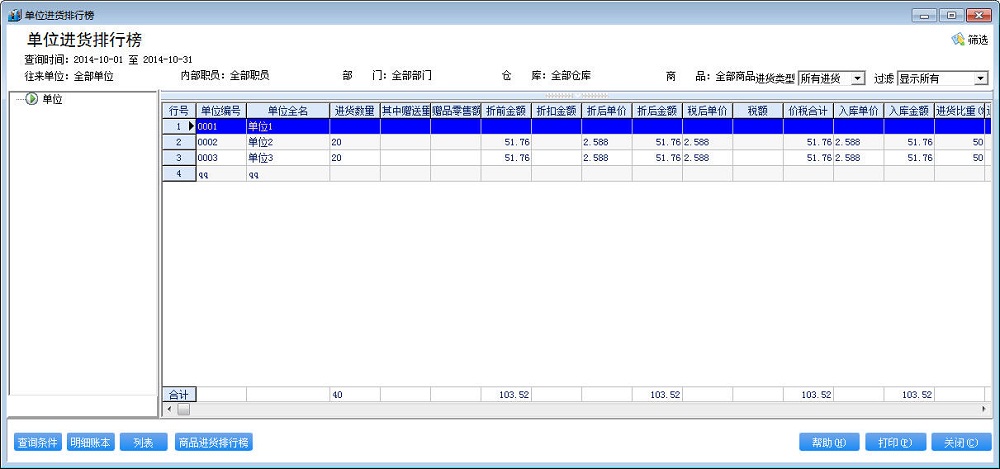 单位进货排行榜
单位进货排行榜
筛选
查询时间: 2014-10-01 至 2014-10-31
往来单位: 全部单位 内部职员: 全部职员 部 门: 全部部门 仓 库: 全部仓库 商 品: 全部商品 进货类型 所有进货 过滤 显示所有
单位
行号 单位编号 单位全名 进货数量 其中赠送量 赠品零售额 折前金额 折扣金额 折后单价 折后金额 税后单价 税额 价税合计 入库单价 入库金额 进货比重(
1 0001 单位1
2 0002 单位2 20 51.76 2.588 51.76 2.588 51.76 2.588 51.76 50
3 0003 单位3 20 51.76 2.588 51.76 2.588 51.76 2.588 51.76 50
4 qq qq
合计 40 103.52 103.52 103.52 103.52
查询条件 明细账本 列表 商品进货排行榜 帮助(H) 打印(P) 关闭(C)